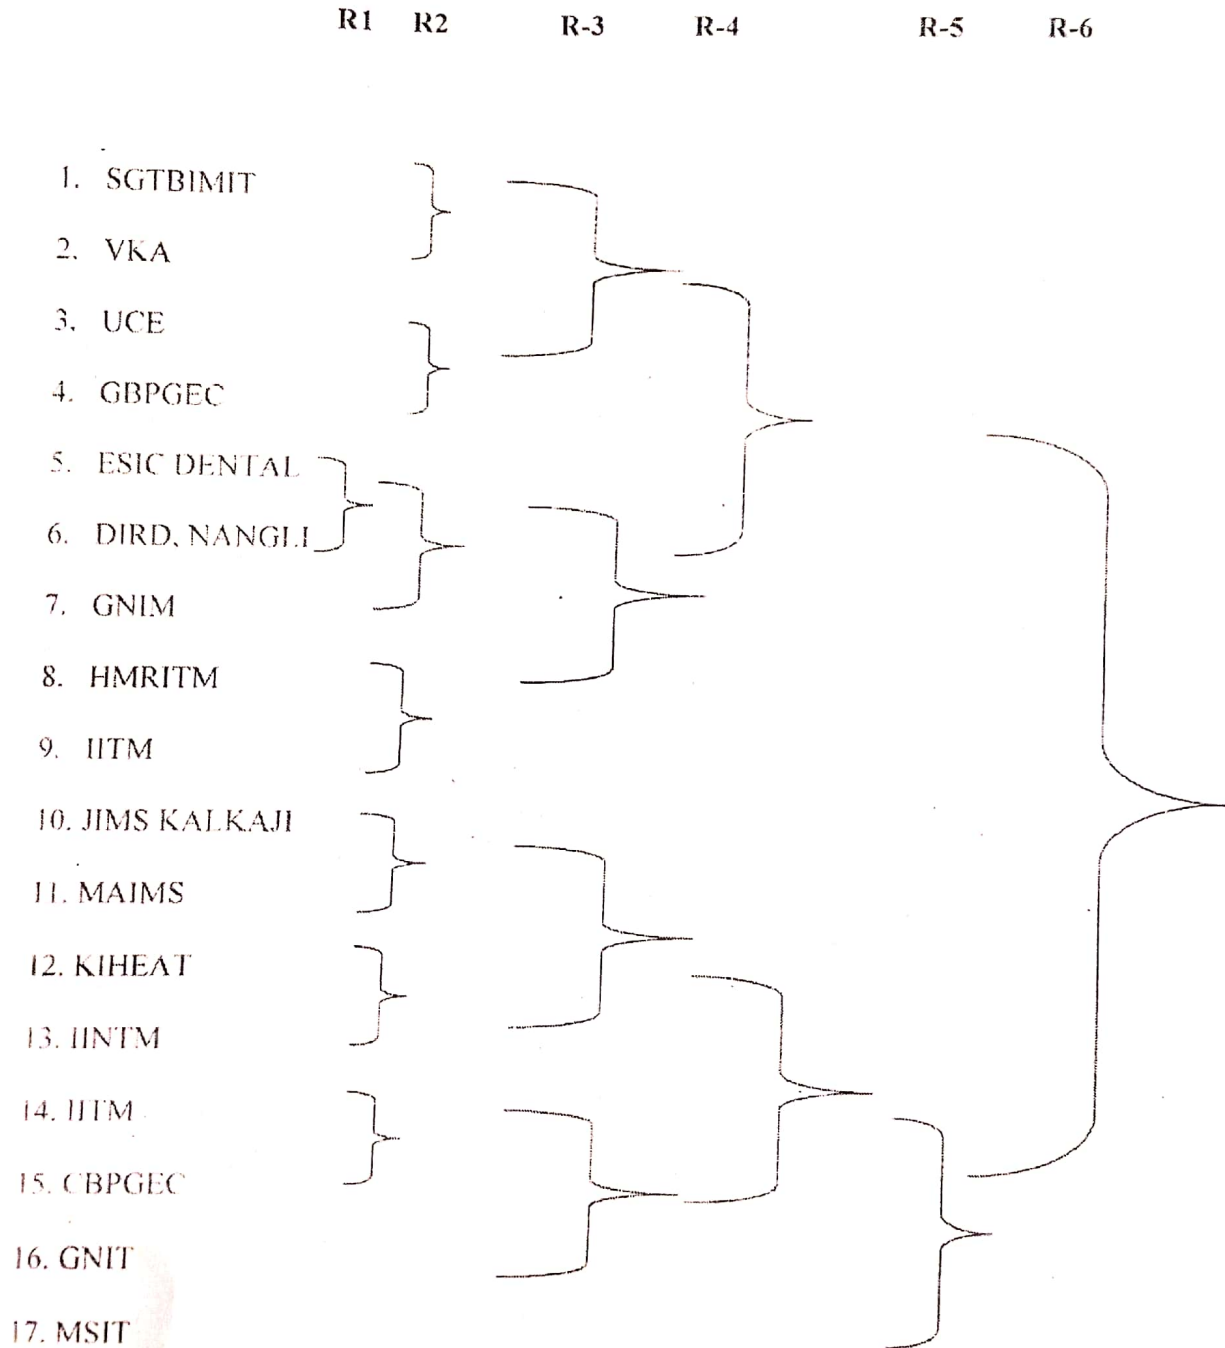 R1 R2 R-3 R-4 R-5 R-6
1. SGTBIMIT
2. VKA
3. UCE
4. GBPGEC
5. ESIC DENTAL
6. DIRD, NANGLI
7. GNIM
8. HMRITM
9. IITM
10. JIMS KALKAJI
11. MAIMS
12. KIHEAT
13. IINTM
14. IITM
15. CBPGEC
16. GNIT
17. MSIT